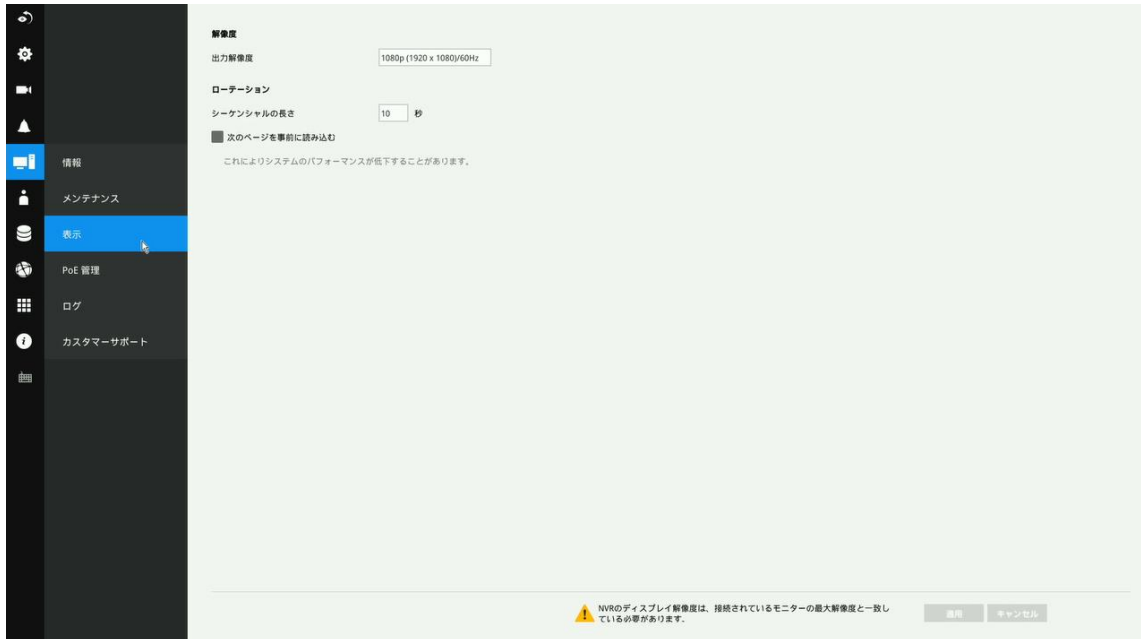 解像度
出力解像度 1080p (1920 x 1080)/60Hz
ローテーション
シーケンシャルの長さ 10 秒
次のページを事前に読み込む
これによりシステムのパフォーマンスが低下することがあります。
情報
メンテナンス
表示
PoE 管理
ログ
カスタマーサポート
NVRのディスプレイ解像度は、接続されているモニターの最大解像度と一致し
ている必要があります。
適用 キャンセル